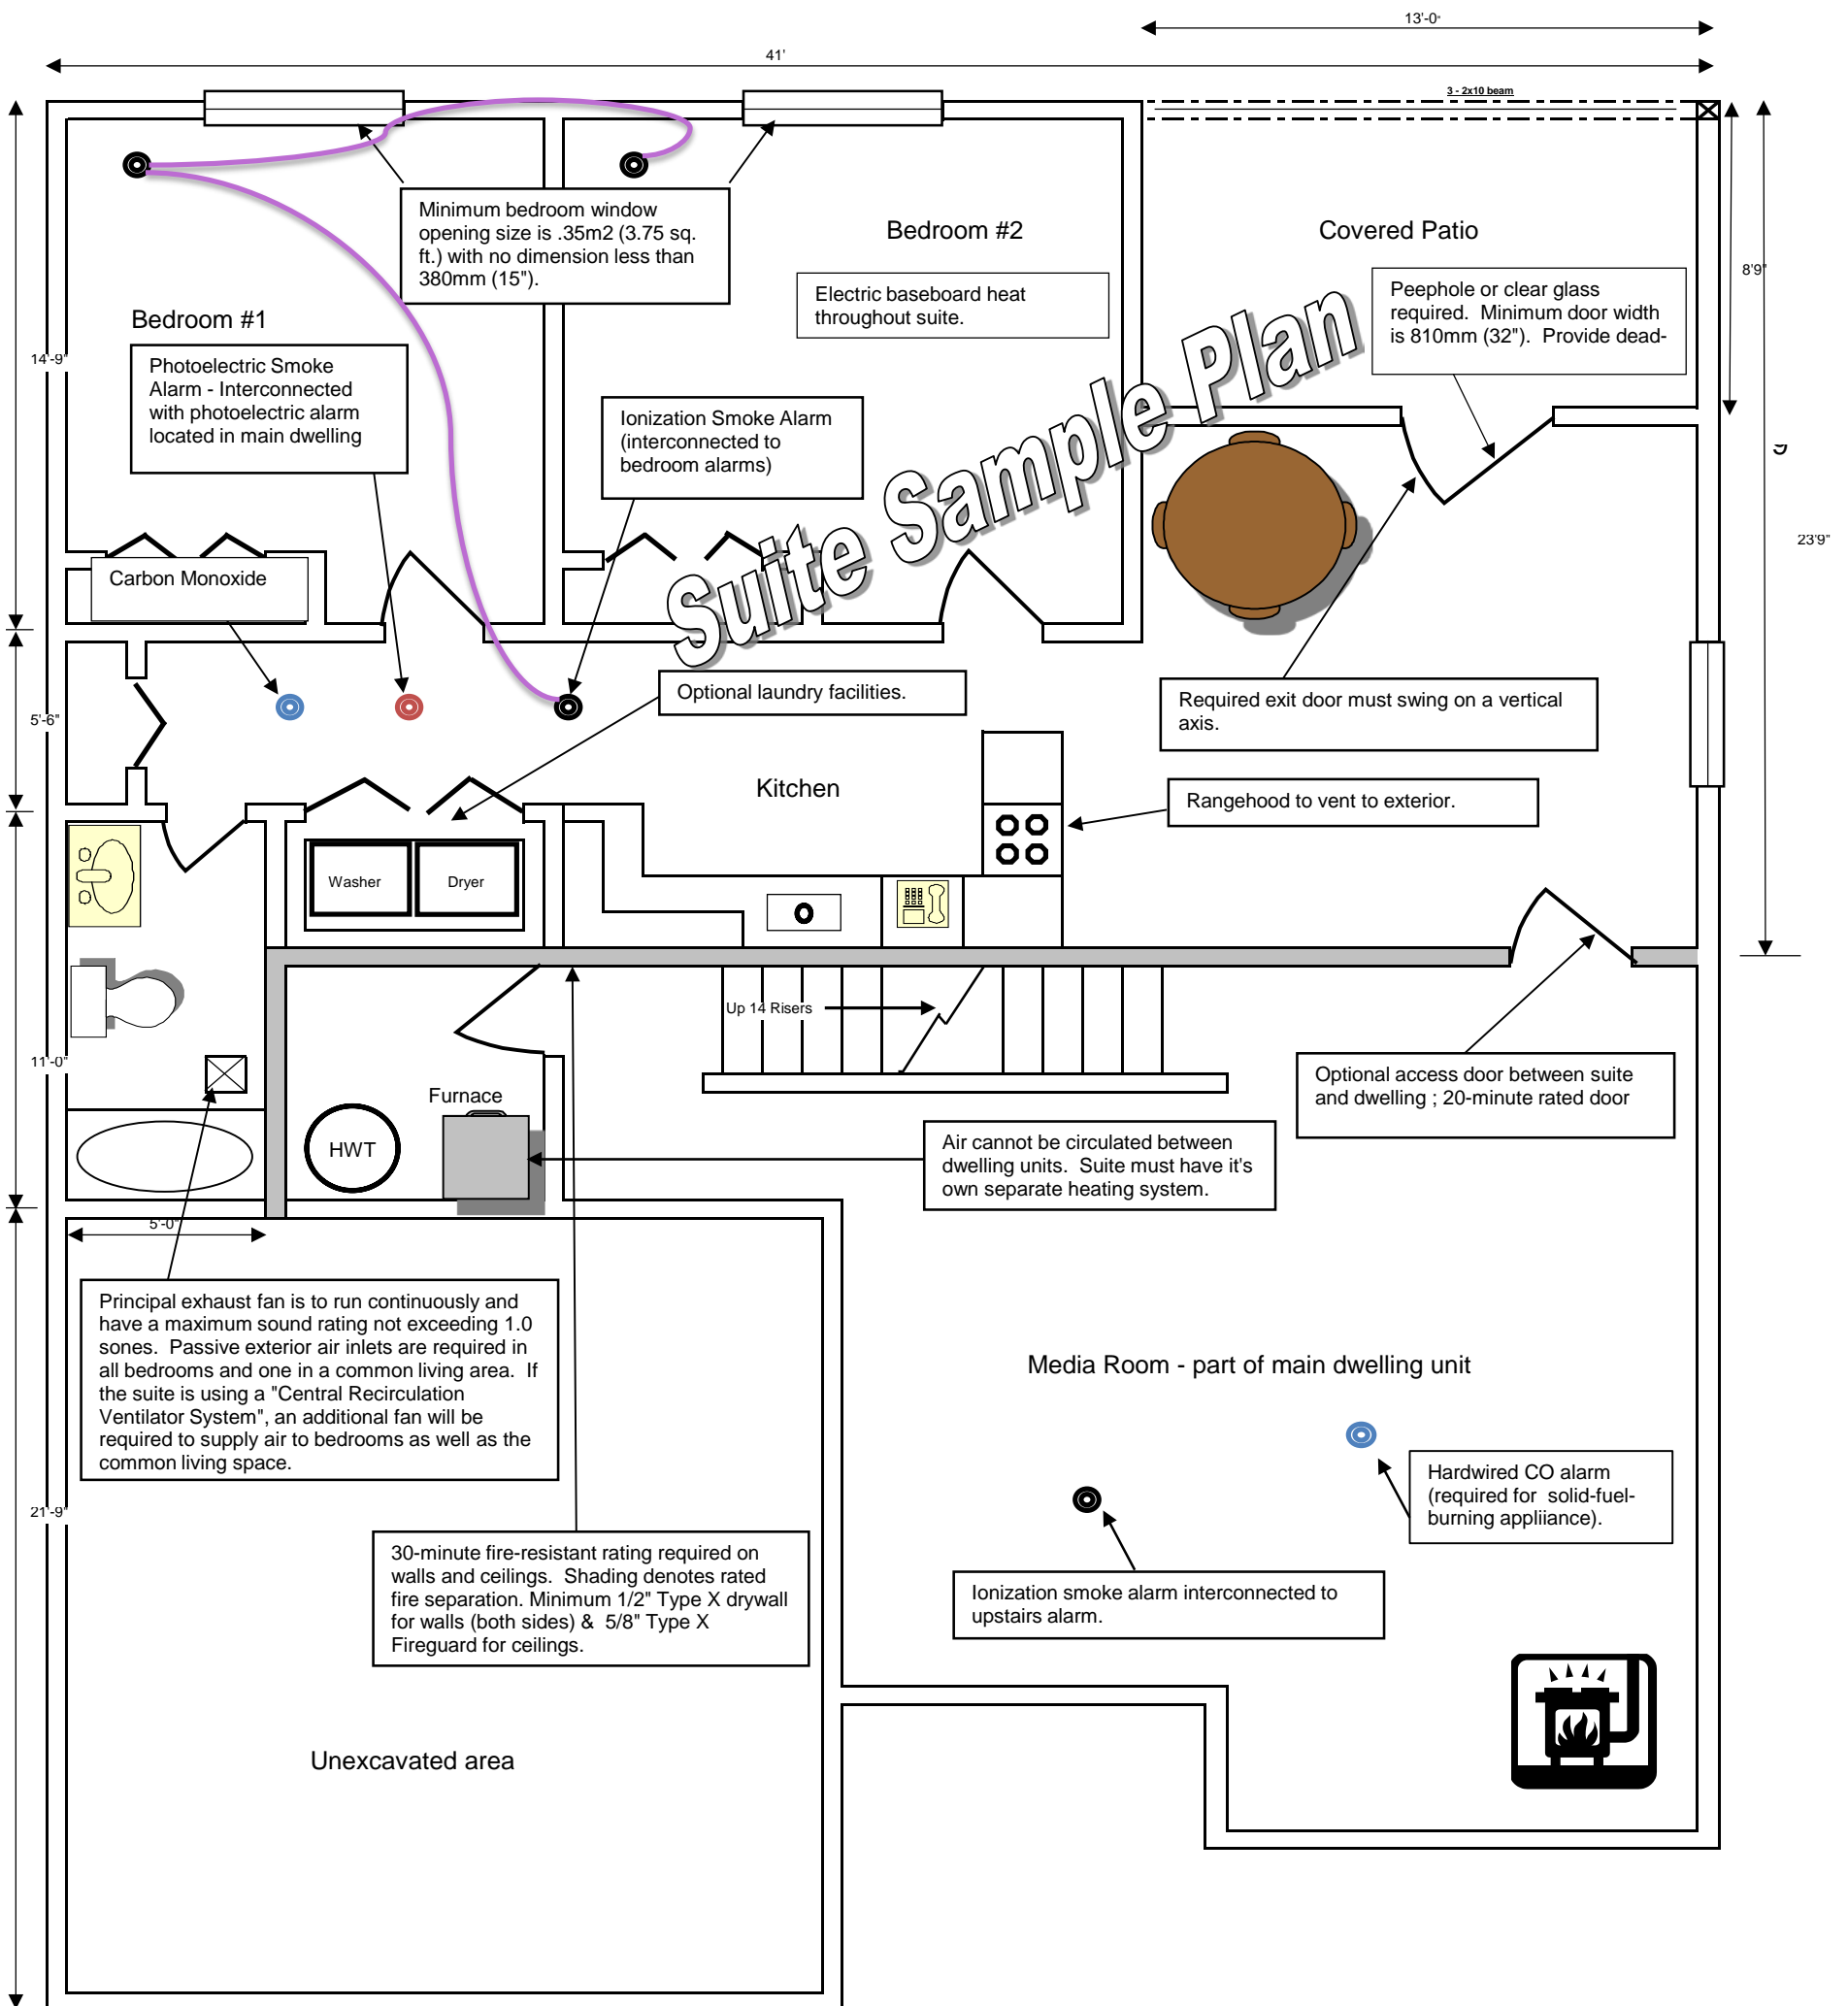 13'-0"
41'
3 - 2x10 beam
Minimum bedroom window
opening size is .35m2 (3.75 sq.
ft.) with no dimension less than
380mm (15").
Bedroom #2
Covered Patio
8'9"
Electric baseboard heat
throughout suite.
Peephole or clear glass
required. Minimum door width
is 810mm (32"). Provide dead-
Bedroom #1
14'-9"
Photoelectric Smoke
Alarm - Interconnected
with photoelectric alarm
located in main dwelling
Ionization Smoke Alarm
(interconnected to
bedroom alarms)
Suite Sample Plan
23'9"
Carbon Monoxide
5'-6"
Optional laundry facilities.
Required exit door must swing on a vertical
axis.
Kitchen
Rangehood to vent to exterior.
Washer
Dryer
Up 14 Risers
11'-0"
Furnace
HWT
Optional access door between suite
and dwelling ; 20-minute rated door
Air cannot be circulated between
dwelling units. Suite must have it's
own separate heating system.
5'-0"
Principal exhaust fan is to run continuously and
have a maximum sound rating not exceeding 1.0
sones. Passive exterior air inlets are required in
all bedrooms and one in a common living area. If
the suite is using a "Central Recirculation
Ventilator System", an additional fan will be
required to supply air to bedrooms as well as the
common living space.
Media Room - part of main dwelling unit
21'-9"
Hardwired CO alarm
(required for solid-fuel-
burning appliiance).
30-minute fire-resistant rating required on
walls and ceilings. Shading denotes rated
fire separation. Minimum 1/2" Type X drywall
for walls (both sides) & 5/8" Type X
Fireguard for ceilings.
Ionization smoke alarm interconnected to
upstairs alarm.
Unexcavated area